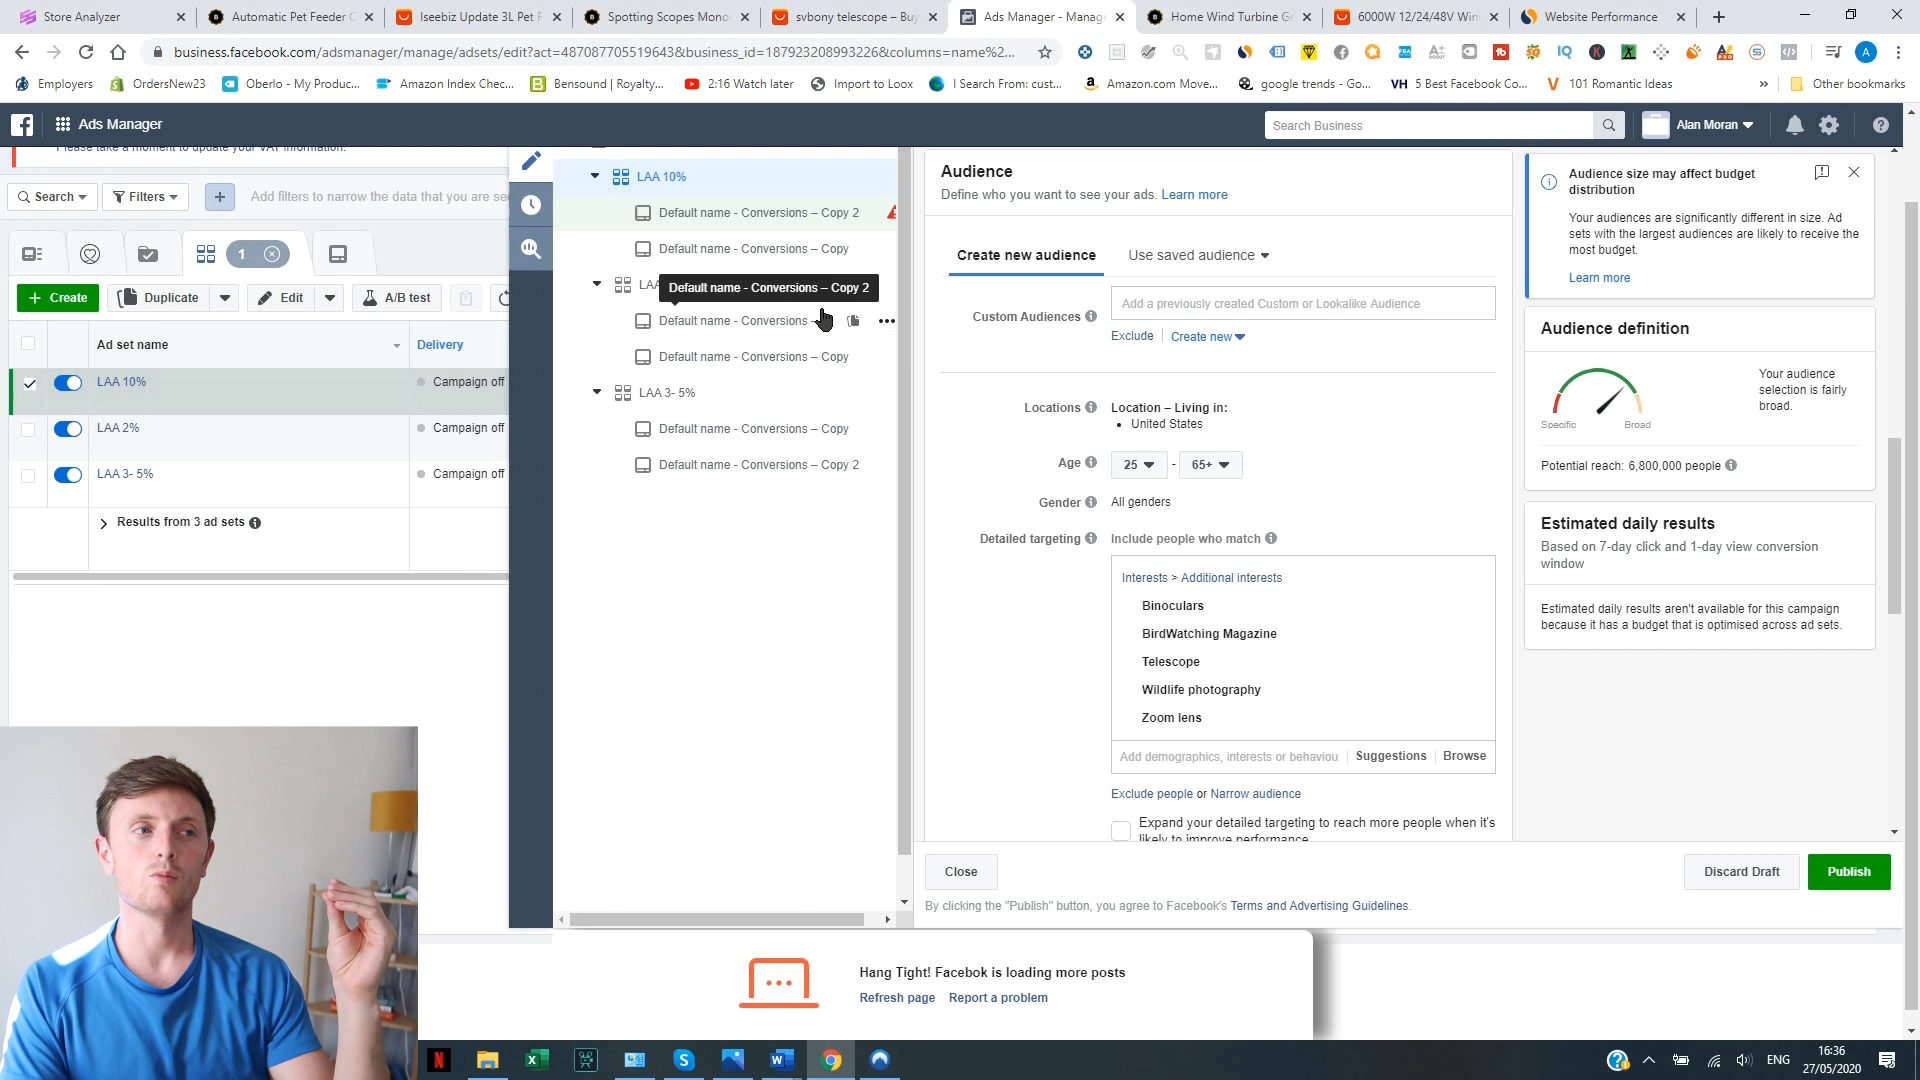 Store Analyzer
Automatic Pet Feeder C
Iseebiz Update 3L Pet F
Spotting Scopes Mono
svbony telescope – Buy
Ads Manager - Manage
Home Wind Turbine Ge
6000W 12/24/48V Win
Website Performance
business.facebook.com/adsmanager/manage/adsets/edit?act=487087705519643&business_id=187923208993226&columns=name%2...
Employers
OrdersNew23
Oberlo - My Produc...
Amazon Index Chec...
Bensound | Royalty...
2:16 Watch later
Import to Loox
I Search From: cust...
Amazon.com Move...
google trends - Go...
VH 5 Best Facebook Co...
101 Romantic Ideas
Other bookmarks
Ads Manager
Search Business
Alan Moran
Please take a moment to update your VAT information.
Search
Filters
Add filters to narrow the data that you are se
1
Create
Duplicate
Edit
A/B test
Ad set name
Delivery
LAA 10%
Campaign off
LAA 2%
Campaign off
LAA 3- 5%
Campaign off
Results from 3 ad sets
LAA 10%
Default name - Conversions – Copy 2
Default name - Conversions – Copy
LAA
Default name - Conversions – Copy 2
Default name - Conversions –
Default name - Conversions – Copy
LAA 3- 5%
Default name - Conversions – Copy
Default name - Conversions – Copy 2
Audience
Define who you want to see your ads. Learn more
Create new audience
Use saved audience
Custom Audiences
Add a previously created Custom or Lookalike Audience
Exclude
Create new
Locations
Location – Living in:
United States
Age
25 - 65+
Gender
All genders
Detailed targeting
Include people who match
Interests > Additional interests
Binoculars
BirdWatching Magazine
Telescope
Wildlife photography
Zoom lens
Add demographics, interests or behaviou
Suggestions
Browse
Exclude people or Narrow audience
Expand your detailed targeting to reach more people when it's
likely to improve performance
Close
Discard Draft
Publish
By clicking the "Publish" button, you agree to Facebook's Terms and Advertising Guidelines.
Audience size may affect budget
distribution
Your audiences are significantly different in size. Ad
sets with the largest audiences are likely to receive the
most budget.
Learn more
Audience definition
Specific
Broad
Your audience
selection is fairly
broad.
Potential reach: 6,800,000 people
Estimated daily results
Based on 7-day click and 1-day view conversion
window
Estimated daily results aren't available for this campaign
because it has a budget that is optimised across ad sets.
Hang Tight! Facebok is loading more posts
Refresh page
Report a problem
ENG
16:36
27/05/2020